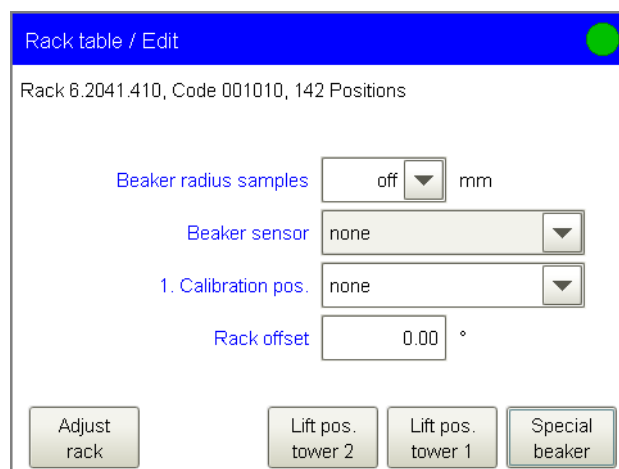 Rack table / Edit
Rack 6.2041.410, Code 001010, 142 Positions
Beaker radius samples off mm
Beaker sensor none
1. Calibration pos. none
Rack offset 0.00 °
Adjust rack
Lift pos. tower 2
Lift pos. tower 1
Special beaker